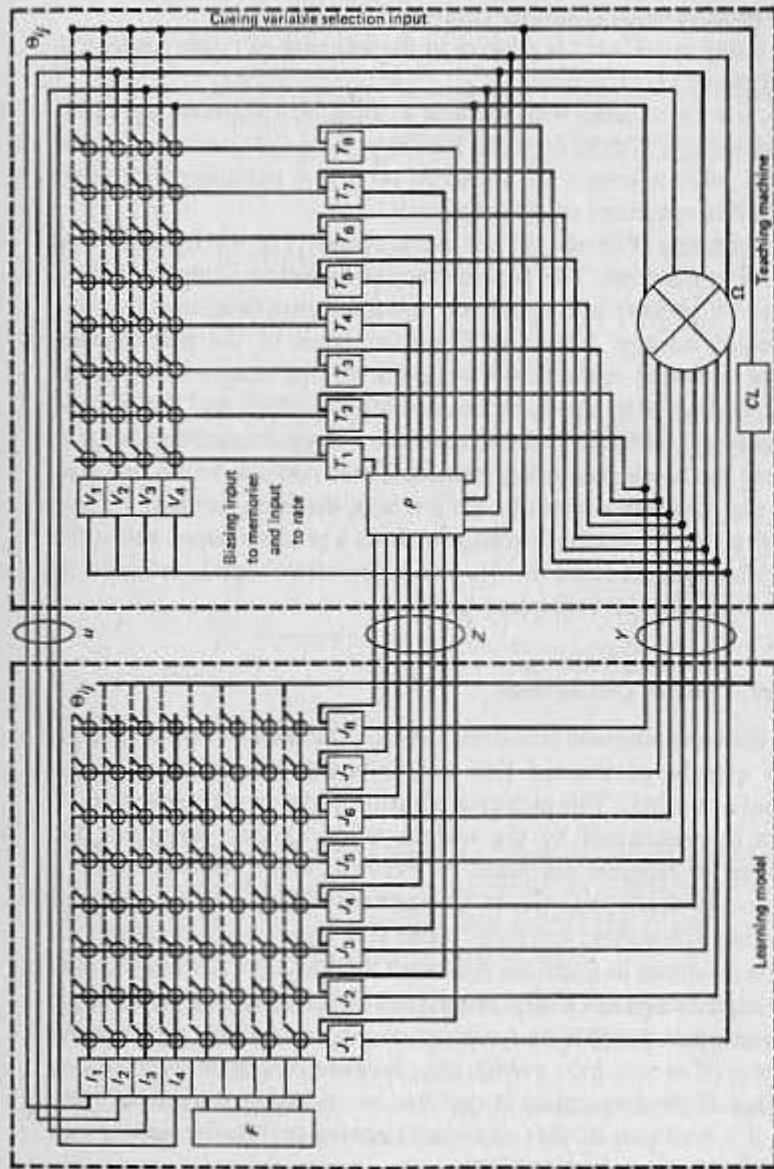 Cueing variable selection input
Θij
V1
V2
V3
V4
Biasing input
to memories
and input
to rate
T1
T2
T3
T4
T5
T6
T7
T8
P
Ω
CL
Teaching machine
u
Z
Y
Θij
I1
I2
I3
I4
F
J1
J2
J3
J4
J5
J6
J7
J8
Learning model